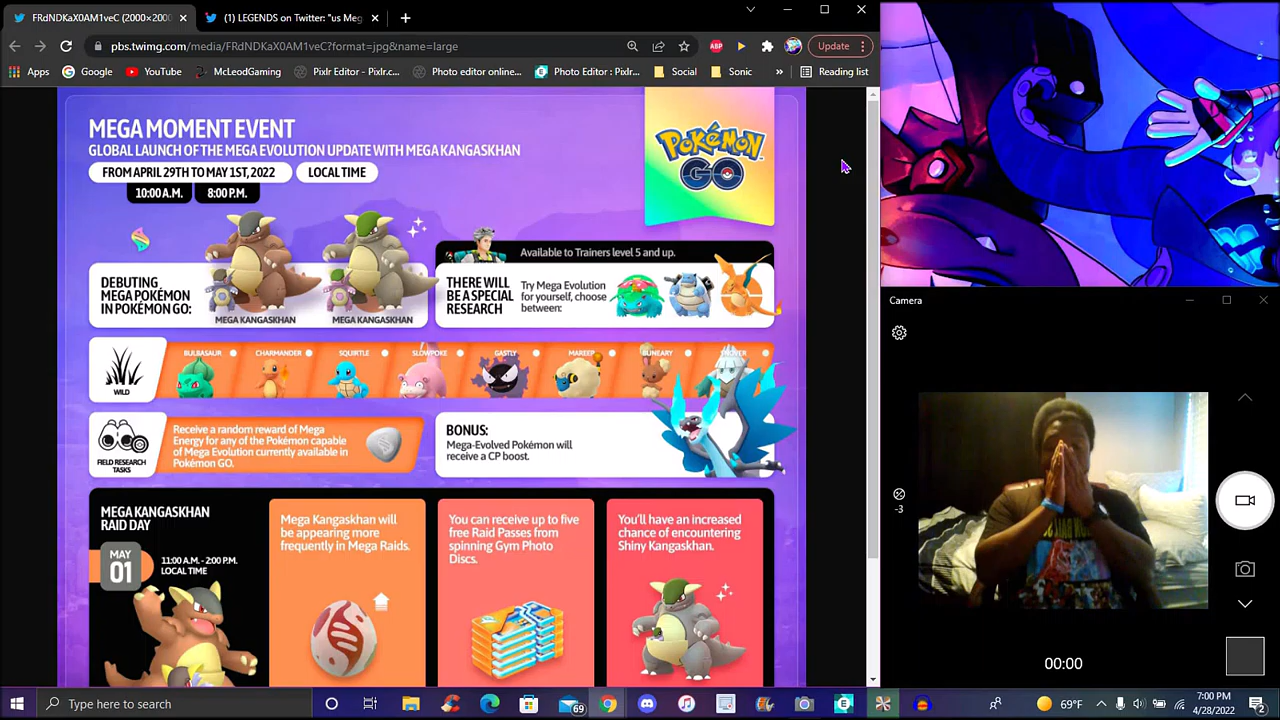 FRdNDKaX0AM1veC (2000×2000
(1) LEGENDS on Twitter: "us Meg
pbs.twimg.com/media/FRdNDKaX0AM1veC?format=jpg&name=large
ABP
Update
Apps
Google
YouTube
McLeodGaming
Pixlr Editor - Pixlr.c...
Photo editor online...
Photo Editor : Pixlr...
Social
Sonic
»
Reading list
MEGA MOMENT EVENT
GLOBAL LAUNCH OF THE MEGA EVOLUTION UPDATE WITH MEGA KANGASKHAN
FROM APRIL 29TH TO MAY 1ST, 2022
LOCAL TIME
10:00 A.M.
8:00 P.M.
POKéMON
GO
DEBUTING
MEGA POKÉMON
IN POKÉMON GO:
MEGA KANGASKHAN
MEGA KANGASKHAN
Available to Trainers level 5 and up.
THERE WILL
BE A SPECIAL
RESEARCH
Try Mega Evolution
for yourself, choose
between:
WILD
BULBASAUR
CHARMANDER
SQUIRTLE
SLOWPOKE
GASTLY
MAREEP
BUNEARY
FIELD RESEARCH
TASKS
Receive a random reward of Mega
Energy for any of the Pokémon capable
of Mega Evolution currently available in
Pokémon GO.
BONUS:
Mega-Evolved Pokémon will
receive a CP boost.
MEGA KANGASKHAN
RAID DAY
MAY
01
11:00 A.M. - 2:00 P.M.
LOCAL TIME
Mega Kangaskhan will
be appearing more
frequently in Mega Raids.
You can receive up to five
free Raid Passes from
spinning Gym Photo
Discs.
You'll have an increased
chance of encountering
Shiny Kangaskhan.
Camera
-3
00:00
Type here to search
69
69°F
7:00 PM
4/28/2022
2